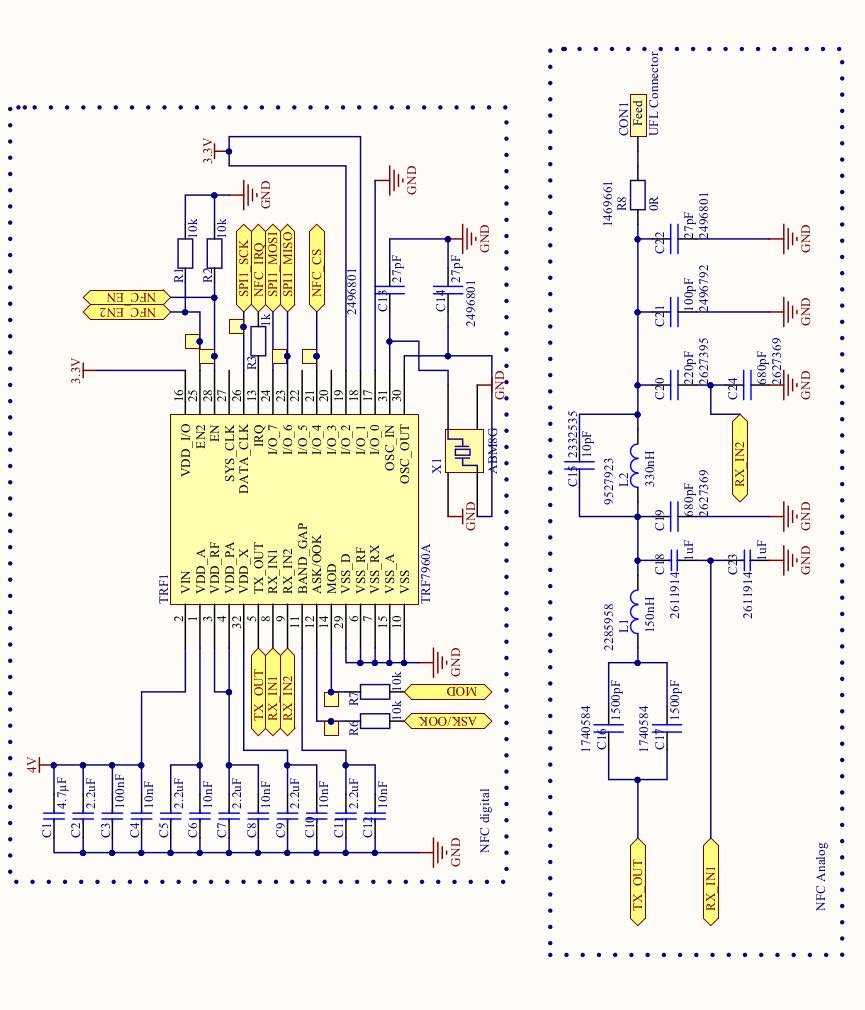 NFC digital
3.3V
3.3V
4V
GND
GND
GND
GND
GND
GND
GND
R1
10k
R2
10k
NFC_EN
NFC_EN2
SPI1_SCK
NFC_IRQ
SPI1_MOSI
SPI1_MISO
NFC_CS
R3
1k
2496801
C13
27pF
C14
27pF
2496801
X1
ABM8G
TRF1
TRF7960A
16 VDD_I/O
25 EN2
28 EN
27 SYS_CLK
26 DATA_CLK
13 IRQ
24 I/O_7
23 I/O_6
22 I/O_5
21 I/O_4
20 I/O_3
19 I/O_2
18 I/O_1
17 I/O_0
31 OSC_IN
30 OSC_OUT
2 VIN
1 VDD_A
3 VDD_RF
4 VDD_PA
32 VDD_X
5 TX_OUT
8 RX_IN1
9 RX_IN2
11 BAND_GAP
12 ASK/OOK
14 MOD
29 VSS_D
6 VSS_RF
7 VSS_RX
15 VSS_A
10 VSS
TX_OUT
RX_IN1
RX_IN2
R7
10k
MOD
R6
10k
ASK/OOK
C1 4.7µF
C2 2.2uF
C3 100nF
C4 10nF
C5 2.2uF
C6 10nF
C7 2.2uF
C8 10nF
C9 2.2uF
C10 10nF
C11 2.2uF
C12 10nF
NFC Analog
CON1
Feed
UFL Connector
1469661
R8
0R
C22
27pF
2496801
GND
C21
100pF
2496792
GND
C20
220pF
2627395
C24
680pF
2627369
GND
RX_IN2
C15
2332535
10pF
9527923
L2
330nH
C19
680pF
2627369
GND
C18
1uF
2611914
C23
1uF
2611914
GND
2285958
L1
150nH
1740584
C16
1500pF
1740584
C17
1500pF
TX_OUT
RX_IN1